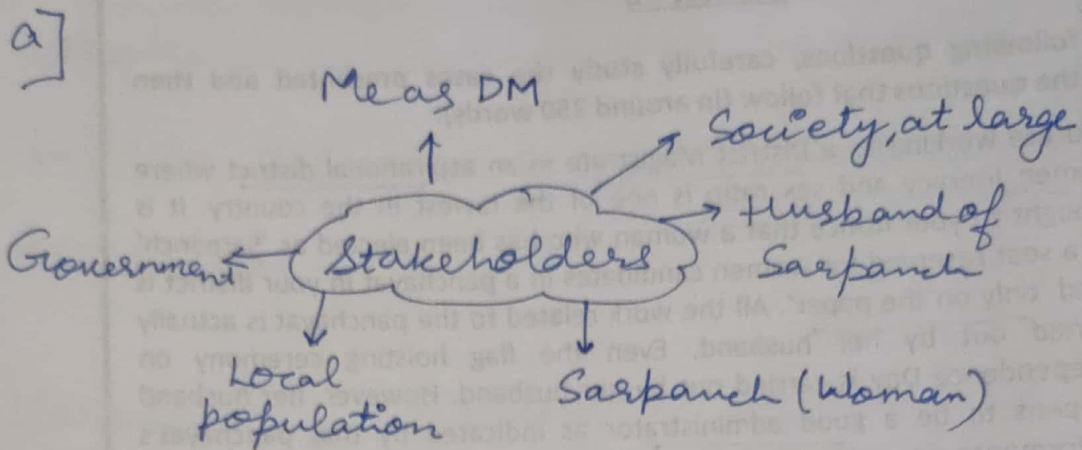 a]
Me as DM
Society, at large
Husband of
Sarpanch
Stakeholders
Government
Local
population
Sarpanch (Woman)